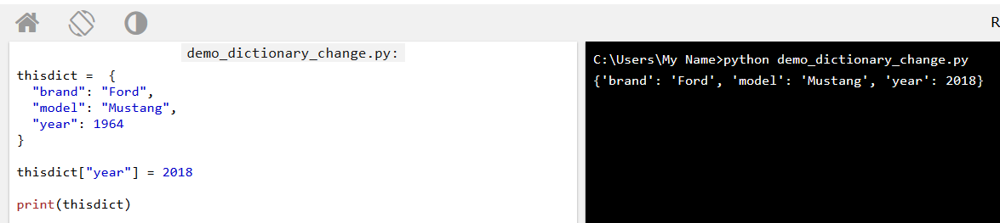 R
demo_dictionary_change.py:
thisdict =  {
  "brand": "Ford",
  "model": "Mustang",
  "year": 1964
}
thisdict["year"] = 2018
print(thisdict)
C:\Users\My Name>python demo_dictionary_change.py
{'brand': 'Ford', 'model': 'Mustang', 'year': 2018}